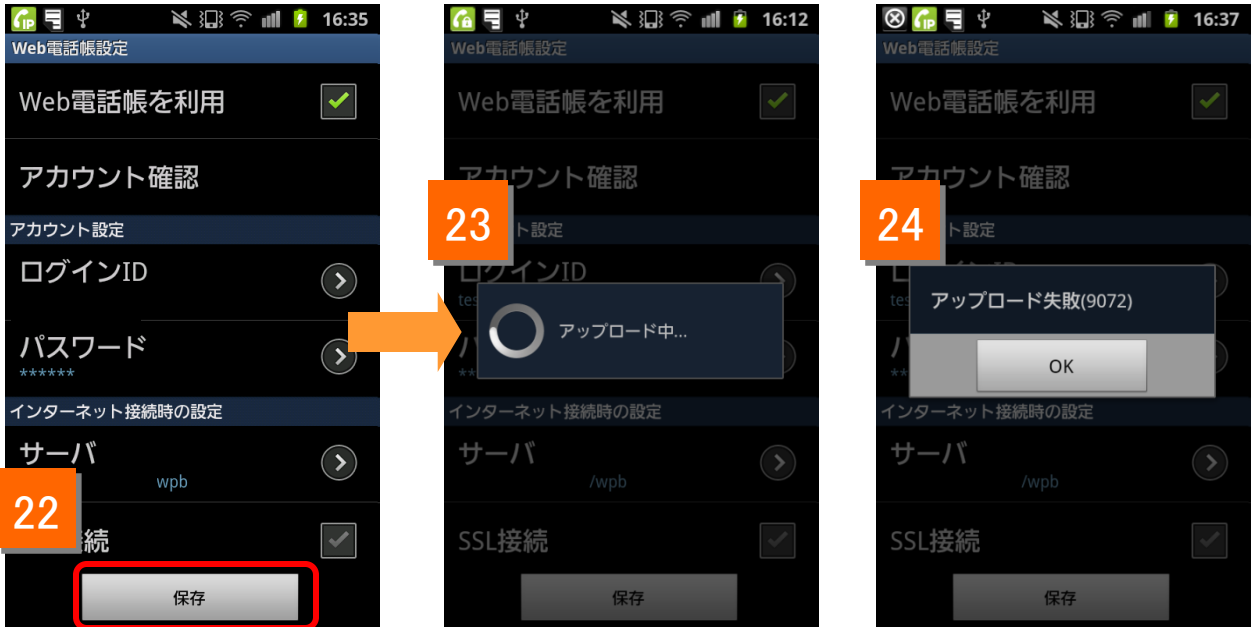 16:35
Web電話帳設定
Web電話帳を利用
アカウント確認
アカウント設定
ログインID
パスワード
******
インターネット接続時の設定
サーバ
wpb
22
続
保存
16:12
Web電話帳設定
Web電話帳を利用
アカウント確認
23
ト設定
ログインID
tes
アップロード中...
**
インターネット接続時の設定
サーバ
/wpb
SSL接続
保存
16:37
Web電話帳設定
Web電話帳を利用
アカウント確認
24
ト設定
tes
アップロード失敗(9072)
OK
**
インターネット接続時の設定
サーバ
/wpb
SSL接続
保存